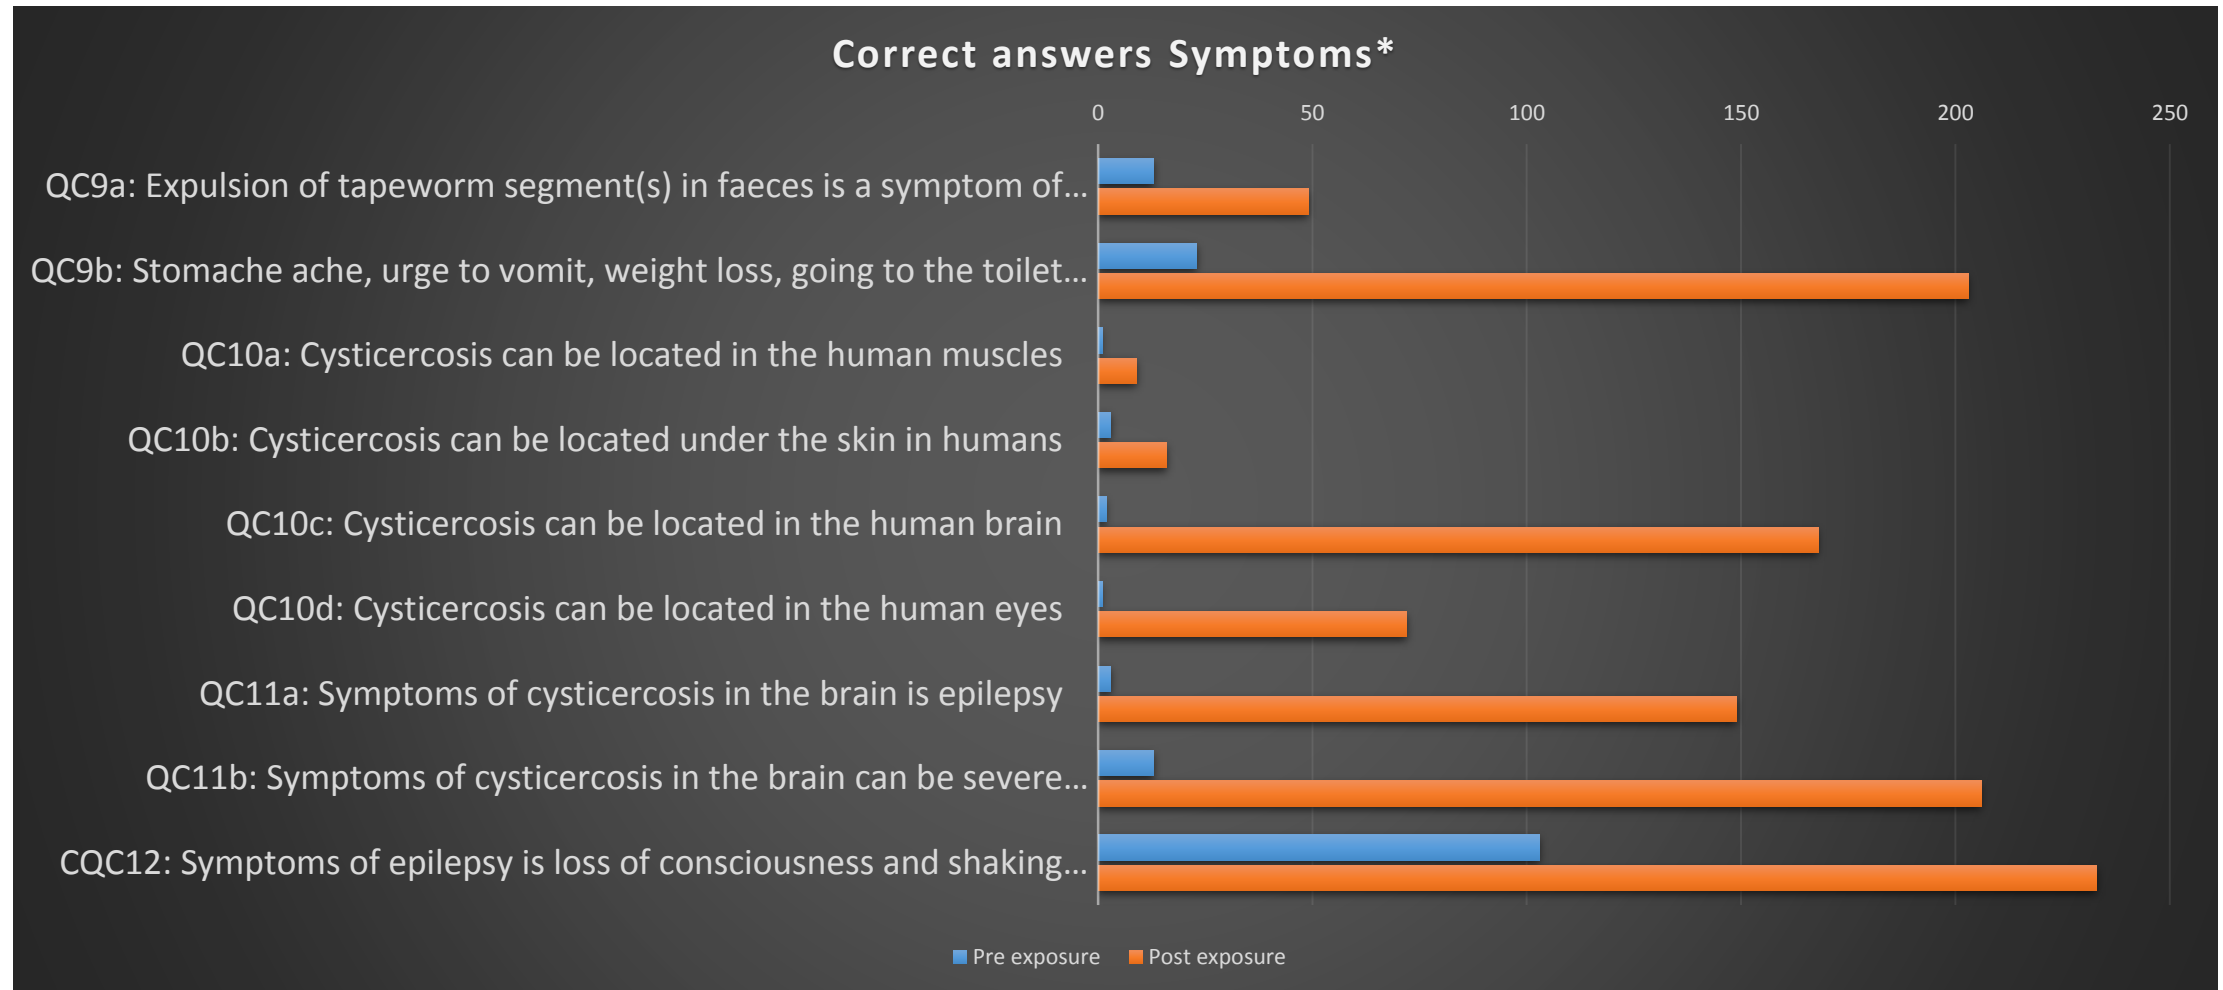 Correct answers Symptoms*
0 50 100 150 200 250
QC9a: Expulsion of tapeworm segment(s) in faeces is a symptom of...
QC9b: Stomache ache, urge to vomit, weight loss, going to the toilet...
QC10a: Cysticercosis can be located in the human muscles
QC10b: Cysticercosis can be located under the skin in humans
QC10c: Cysticercosis can be located in the human brain
QC10d: Cysticercosis can be located in the human eyes
QC11a: Symptoms of cysticercosis in the brain is epilepsy
QC11b: Symptoms of cysticercosis in the brain can be severe...
CQC12: Symptoms of epilepsy is loss of consciousness and shaking...
Pre exposure Post exposure